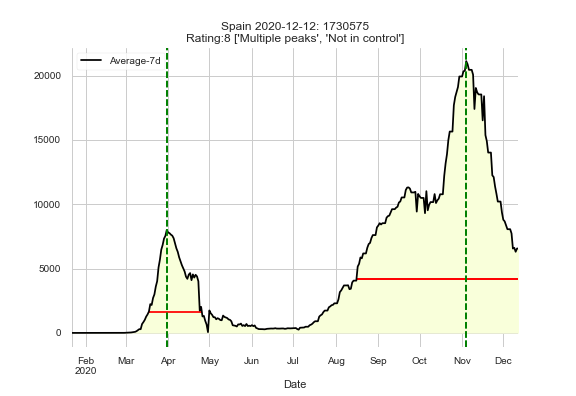 Spain 2020-12-12: 1730575
Rating:8 ['Multiple peaks', 'Not in control']
Average-7d
20000
15000
10000
5000
0
Feb Mar Apr May Jun Jul Aug Sep Oct Nov Dec
2020
Date